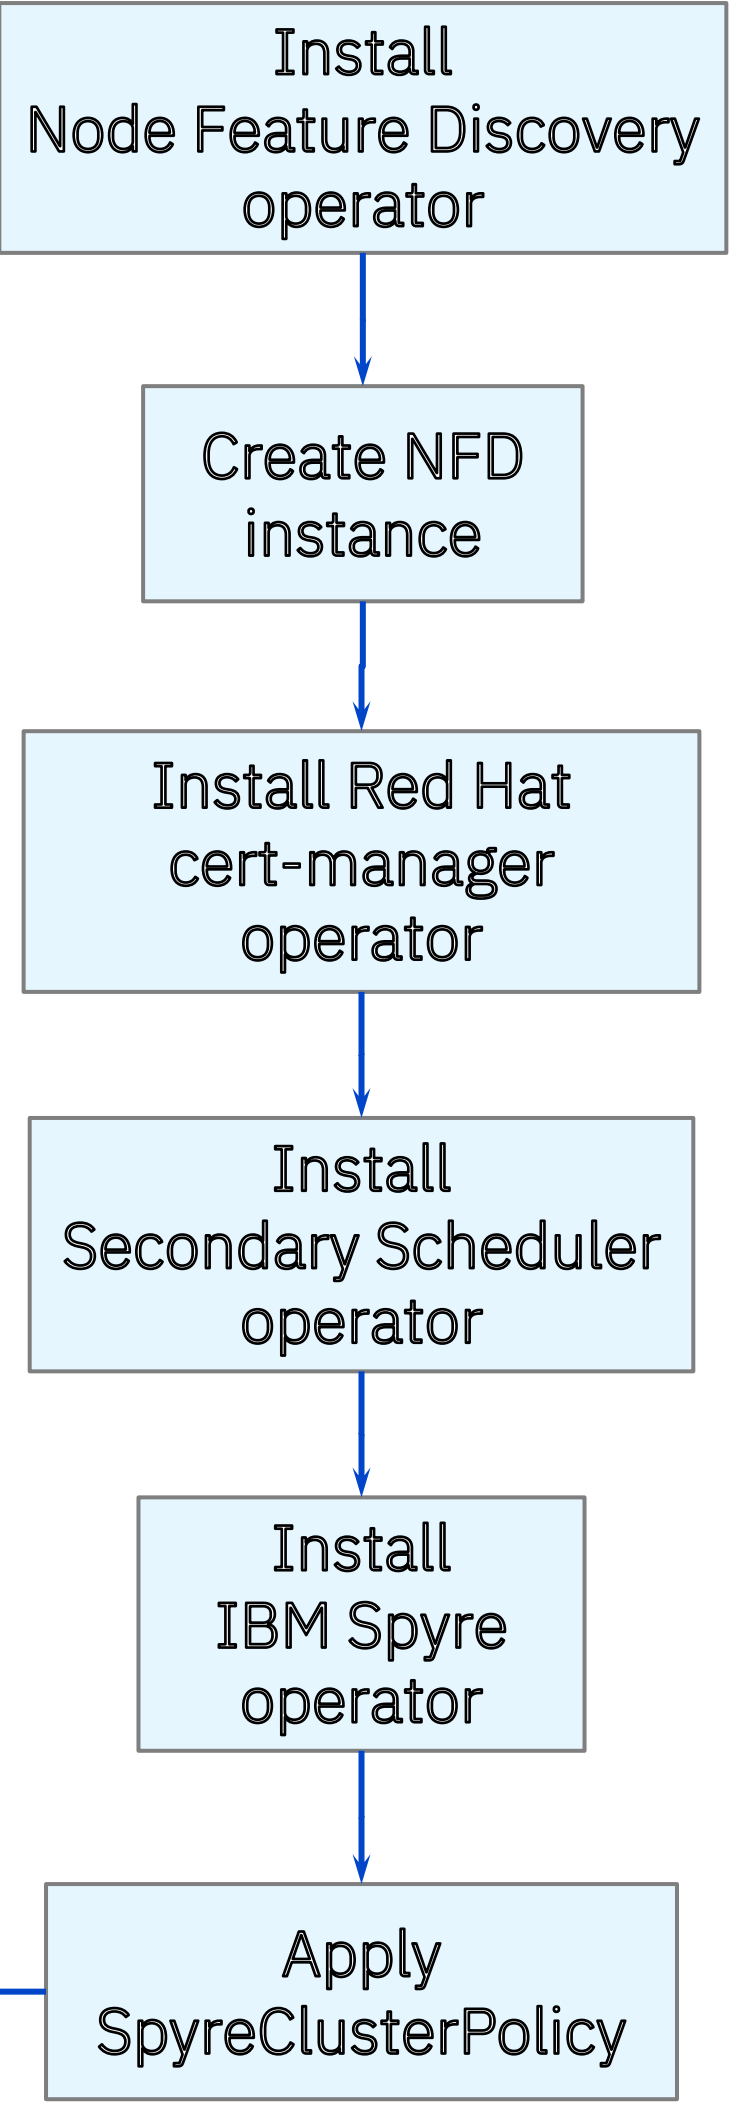 Install
Node Feature Discovery
operator
Create NFD
instance
Install Red Hat
cert-manager
operator
Install
Secondary Scheduler
operator
Install
IBM Spyre
operator
Apply
SpyreClusterPolicy